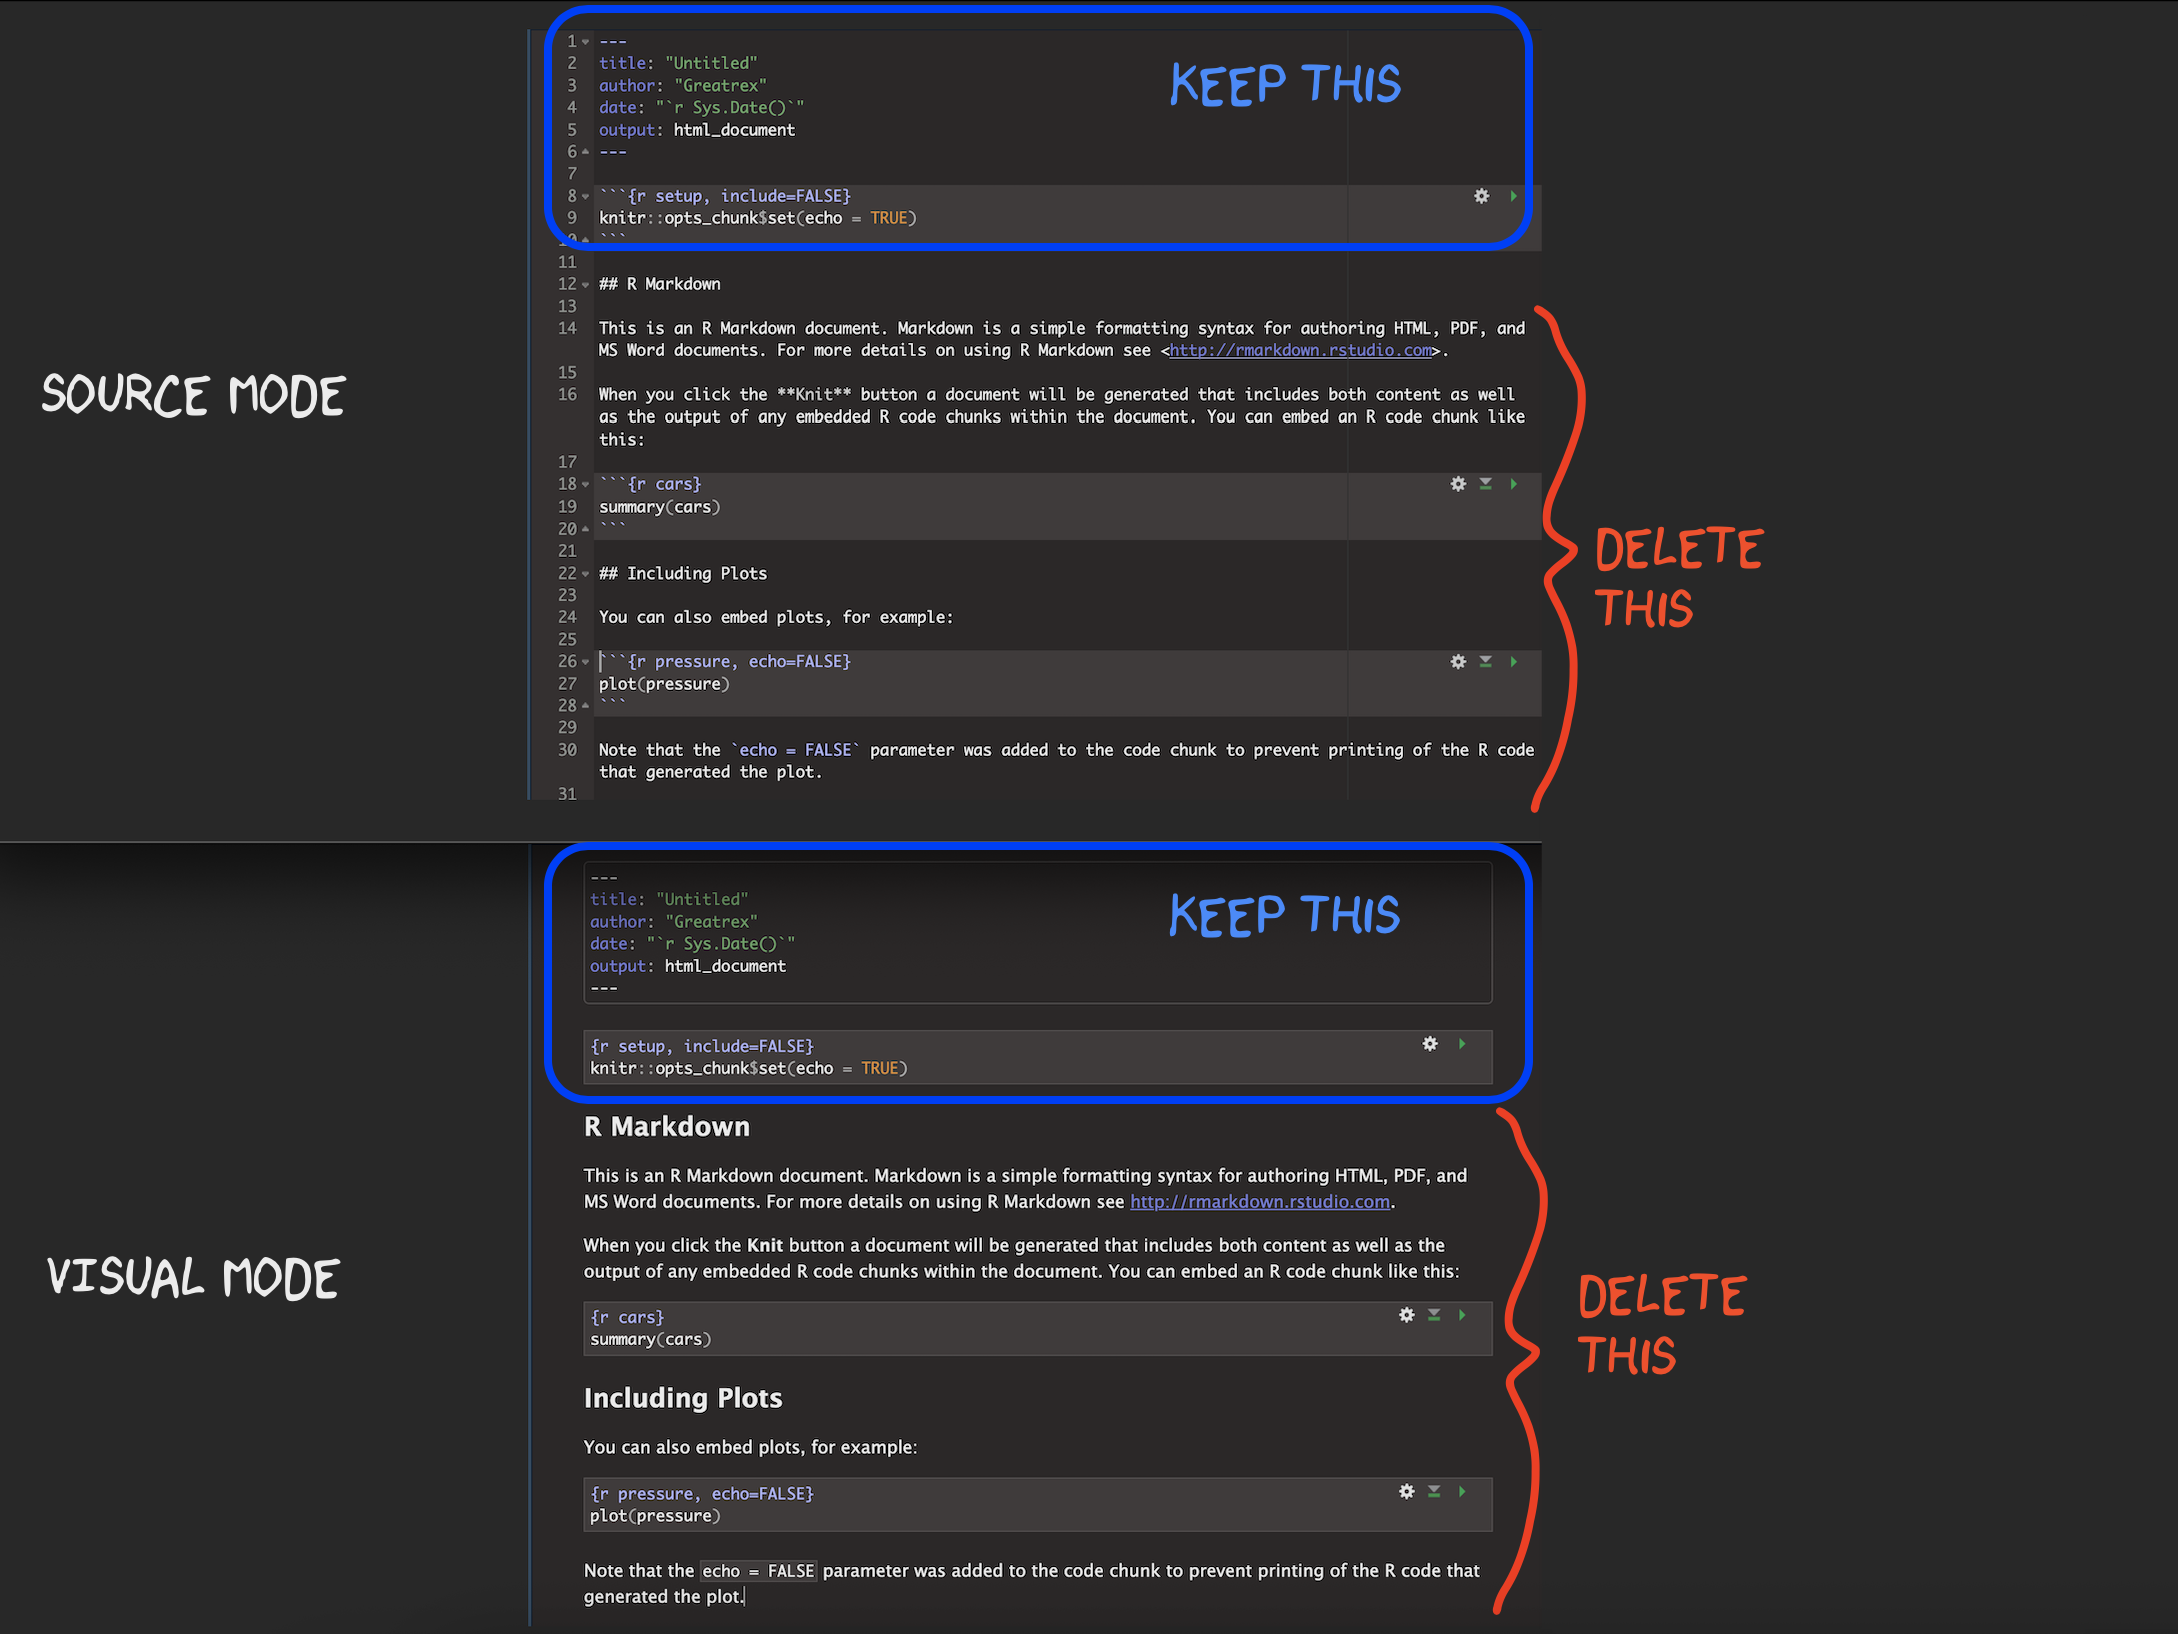 SOURCE MODE
KEEP THIS
1 ---
2 title: "Untitled"
3 author: "Greatrex"
4 date: "`r Sys.Date()`"
5 output: html_document
6 ---
7
8 ```{r setup, include=FALSE}
9 knitr::opts_chunk$set(echo = TRUE)
10 ```
11
12 ## R Markdown
13
14 This is an R Markdown document. Markdown is a simple formatting syntax for authoring HTML, PDF, and
MS Word documents. For more details on using R Markdown see <http://rmarkdown.rstudio.com>.
15
16 When you click the **Knit** button a document will be generated that includes both content as well
as the output of any embedded R code chunks within the document. You can embed an R code chunk like
this:
17
18 ```{r cars}
19 summary(cars)
20 ```
21
22 ## Including Plots
23
24 You can also embed plots, for example:
25
26 ```{r pressure, echo=FALSE}
27 plot(pressure)
28 ```
29
30 Note that the `echo = FALSE` parameter was added to the code chunk to prevent printing of the R code
that generated the plot.
31
DELETE
THIS
VISUAL MODE
KEEP THIS
---
title: "Untitled"
author: "Greatrex"
date: "`r Sys.Date()`"
output: html_document
---
{r setup, include=FALSE}
knitr::opts_chunk$set(echo = TRUE)
R Markdown
This is an R Markdown document. Markdown is a simple formatting syntax for authoring HTML, PDF, and
MS Word documents. For more details on using R Markdown see http://rmarkdown.rstudio.com.
When you click the Knit button a document will be generated that includes both content as well as the
output of any embedded R code chunks within the document. You can embed an R code chunk like this:
{r cars}
summary(cars)
Including Plots
You can also embed plots, for example:
{r pressure, echo=FALSE}
plot(pressure)
Note that the echo = FALSE parameter was added to the code chunk to prevent printing of the R code that
generated the plot.
DELETE
THIS